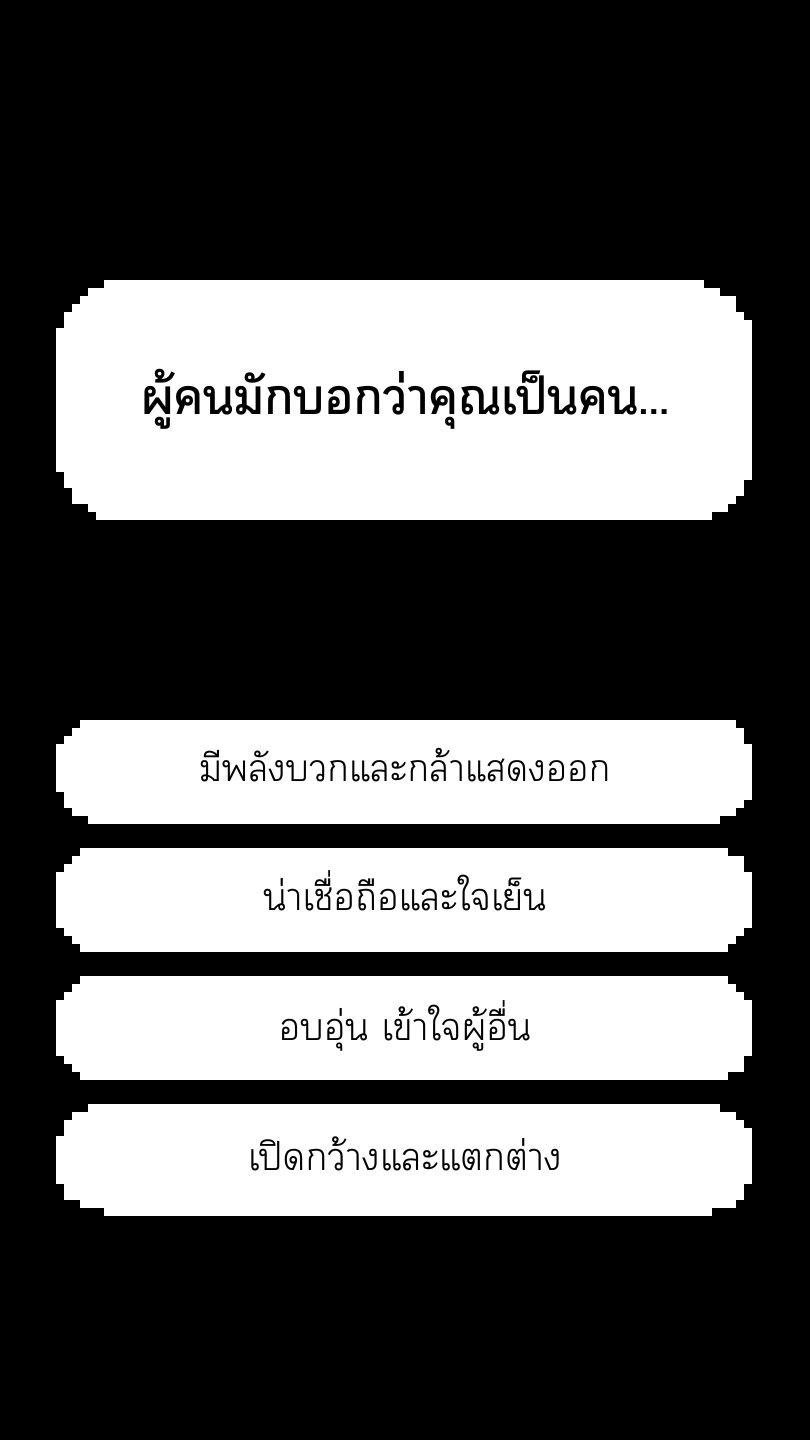 ผู้คนมักบอกว่าคุณเป็นคน...
มีพลังบวกและกล้าแสดงออก
น่าเชื่อถือและใจเย็น
อบอุ่น เข้าใจผู้อื่น
เปิดกว้างและแตกต่าง